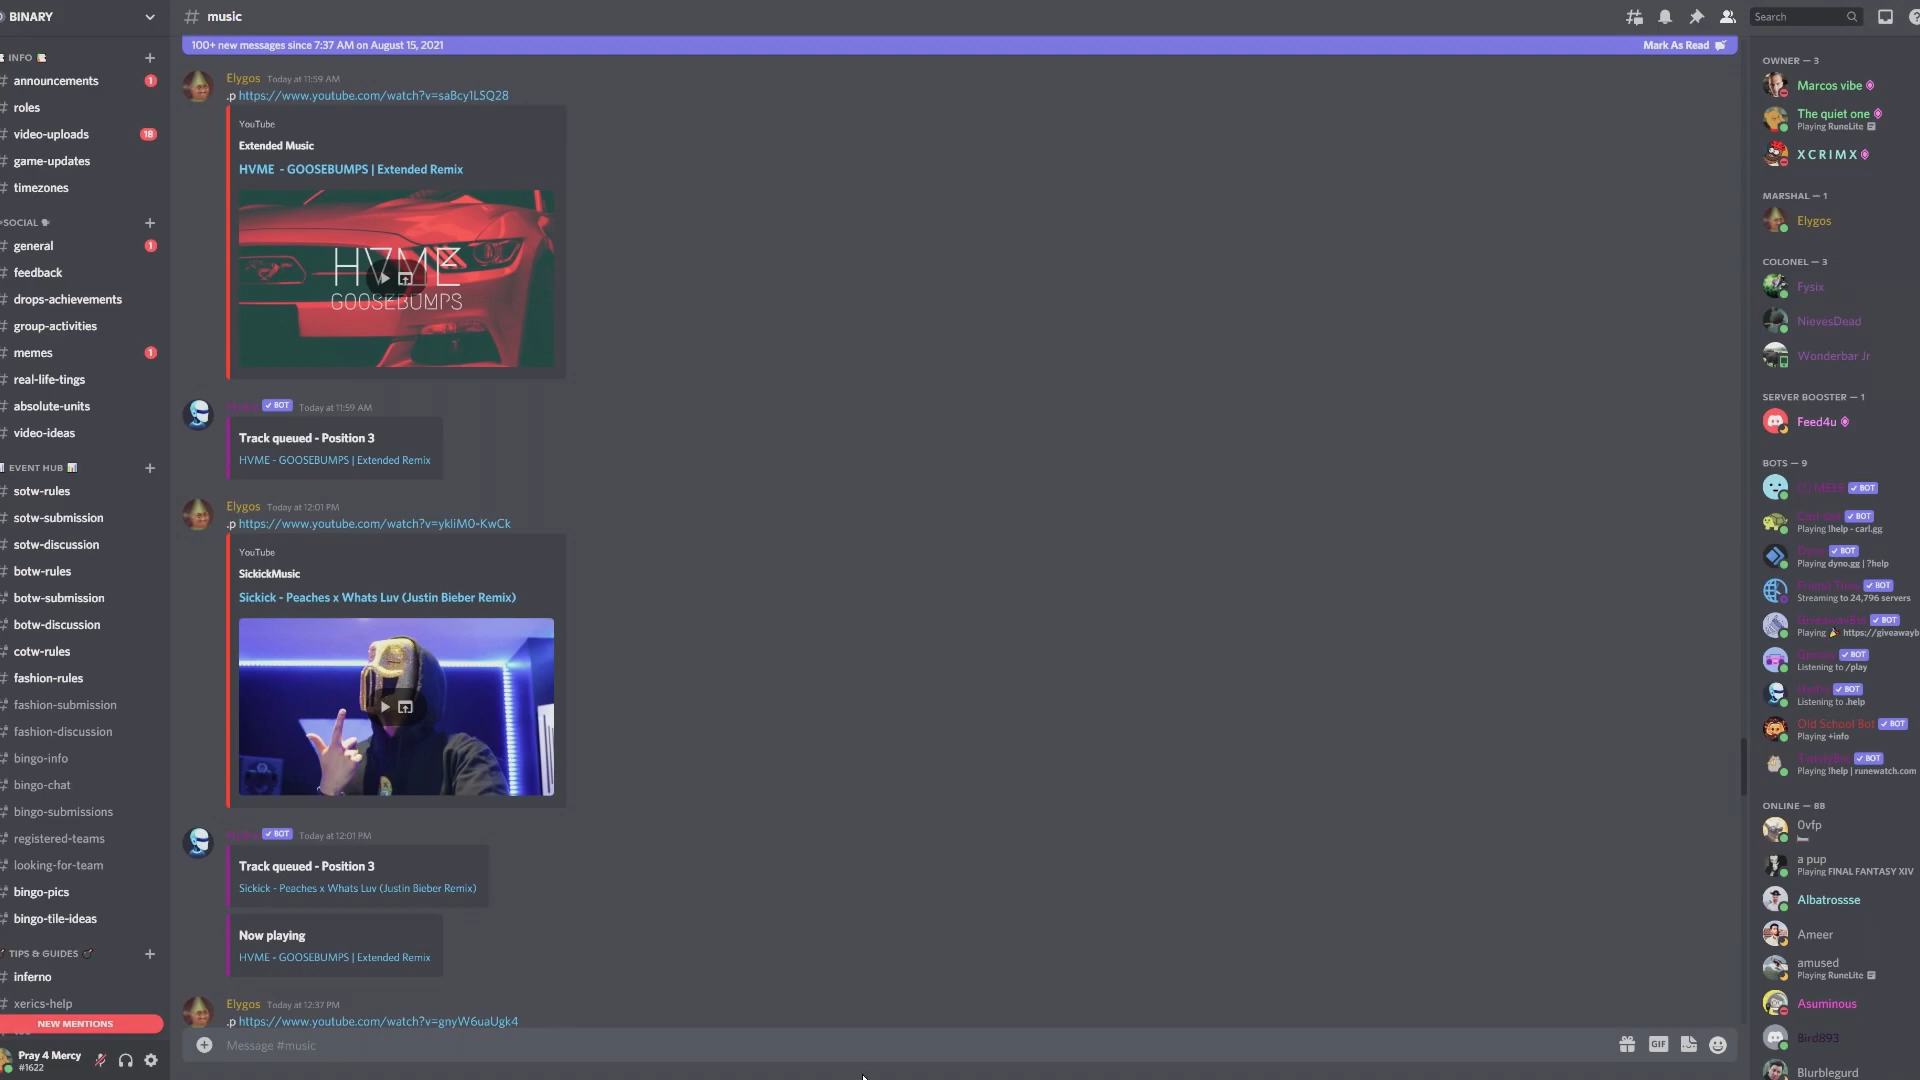 BINARY
INFO
announcements
1
roles
video-uploads
18
game-updates
timezones
SOCIAL
general
1
feedback
drops-achievements
group-activities
memes
1
real-life-tings
absolute-units
video-ideas
EVENT HUB
sotw-rules
sotw-submission
sotw-discussion
botw-rules
botw-submission
botw-discussion
cotw-rules
fashion-rules
fashion-submission
fashion-discussion
bingo-info
bingo-chat
bingo-submissions
registered-teams
looking-for-team
bingo-pics
bingo-tile-ideas
TIPS & GUIDES
inferno
xerics-help
NEW MENTIONS
Pray 4 Mercy
#1622
# music
Search
100+ new messages since 7:37 AM on August 15, 2021
Mark As Read
Elygos Today at 11:59 AM
.p https://www.youtube.com/watch?v=saBcy1LSQ28
YouTube
Extended Music
HVME - GOOSEBUMPS | Extended Remix
HVME
GOOSEBUMPS
BOT Today at 11:59 AM
Track queued - Position 3
HVME - GOOSEBUMPS | Extended Remix
Elygos Today at 12:01 PM
.p https://www.youtube.com/watch?v=ykliM0-KwCk
YouTube
SickickMusic
Sickick - Peaches x Whats Luv (Justin Bieber Remix)
BOT Today at 12:01 PM
Track queued - Position 3
Sickick - Peaches x Whats Luv (Justin Bieber Remix)
Now playing
HVME - GOOSEBUMPS | Extended Remix
Elygos Today at 12:37 PM
.p https://www.youtube.com/watch?v=gnyW6uaUgk4
Message #music
GIF
OWNER — 3
Marcos vibe
The quiet one
Playing RuneLite
X C R I M X
MARSHAL — 1
Elygos
COLONEL — 3
Fysix
NievesDead
Wonderbar Jr
SERVER BOOSTER — 1
Feed4u
BOTS — 9
BOT
BOT
Playing !help - carl.gg
BOT
Playing dyno.gg | ?help
BOT
Streaming to 24,796 servers
GiveawayBot BOT
Playing https://giveawayb
BOT
Listening to /play
BOT
Listening to .help
Old School Bot BOT
Playing +info
BOT
Playing !help | runewatch.com
ONLINE — 88
0vfp
a pup
Playing FINAL FANTASY XIV
Albatrossse
Ameer
amused
Playing RuneLite
Asuminous
Bird893
Blurblegurd